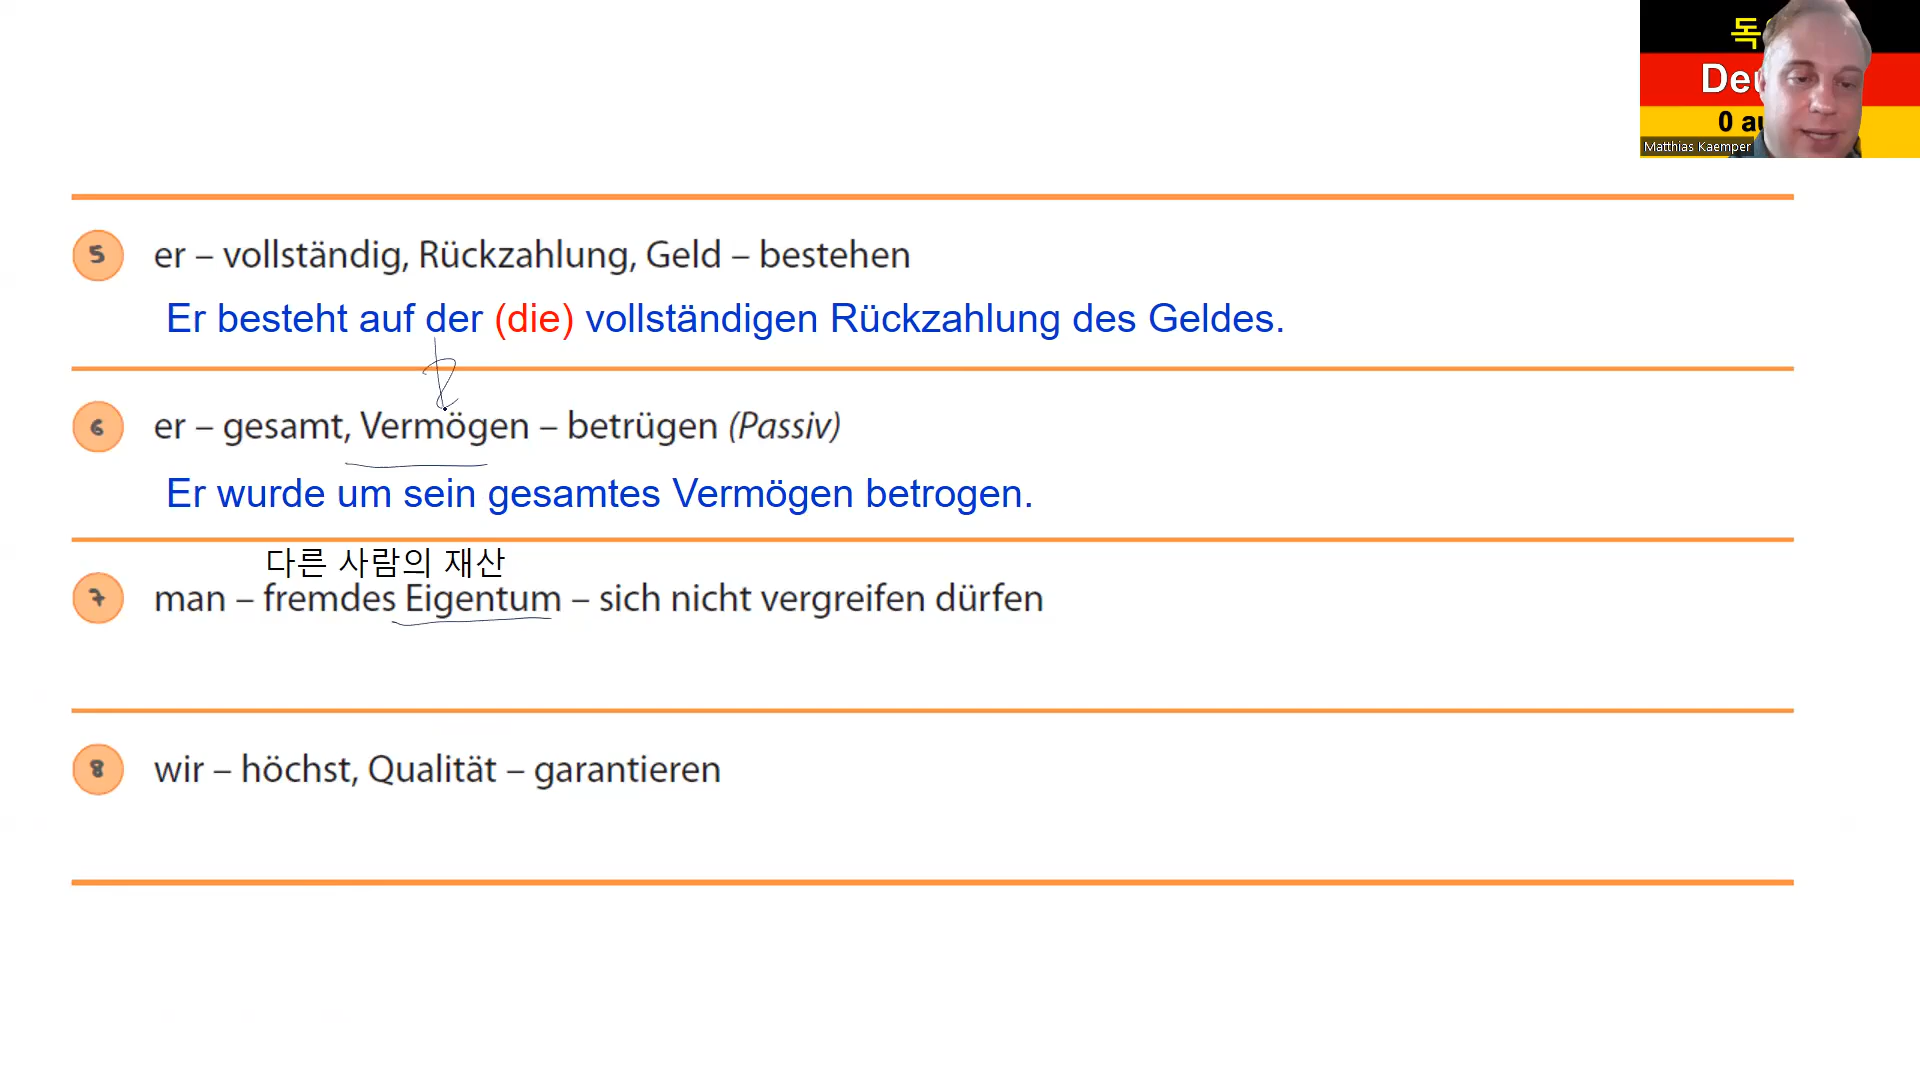 독
Deu
0 au
Matthias Kaemper
5 er – vollständig, Rückzahlung, Geld – bestehen
Er besteht auf der (die) vollständigen Rückzahlung des Geldes.
6 er – gesamt, Vermögen – betrügen (Passiv)
Er wurde um sein gesamtes Vermögen betrogen.
다른 사람의 재산
7 man – fremdes Eigentum – sich nicht vergreifen dürfen
8 wir – höchst, Qualität – garantieren